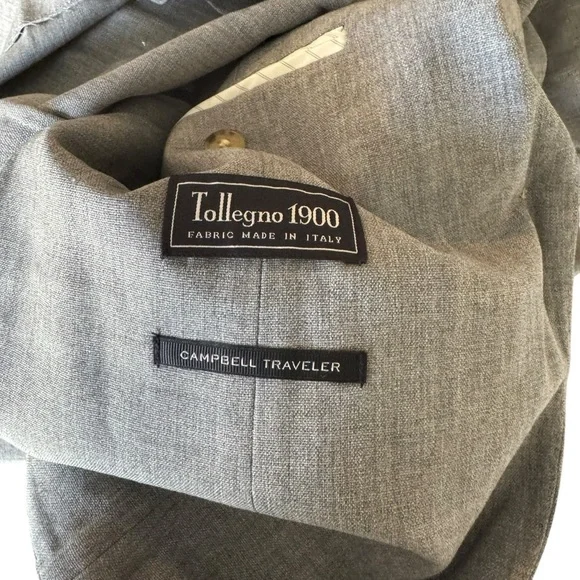 Tollegno 1900
FABRIC MADE IN ITALY
CAMPBELL TRAVELER